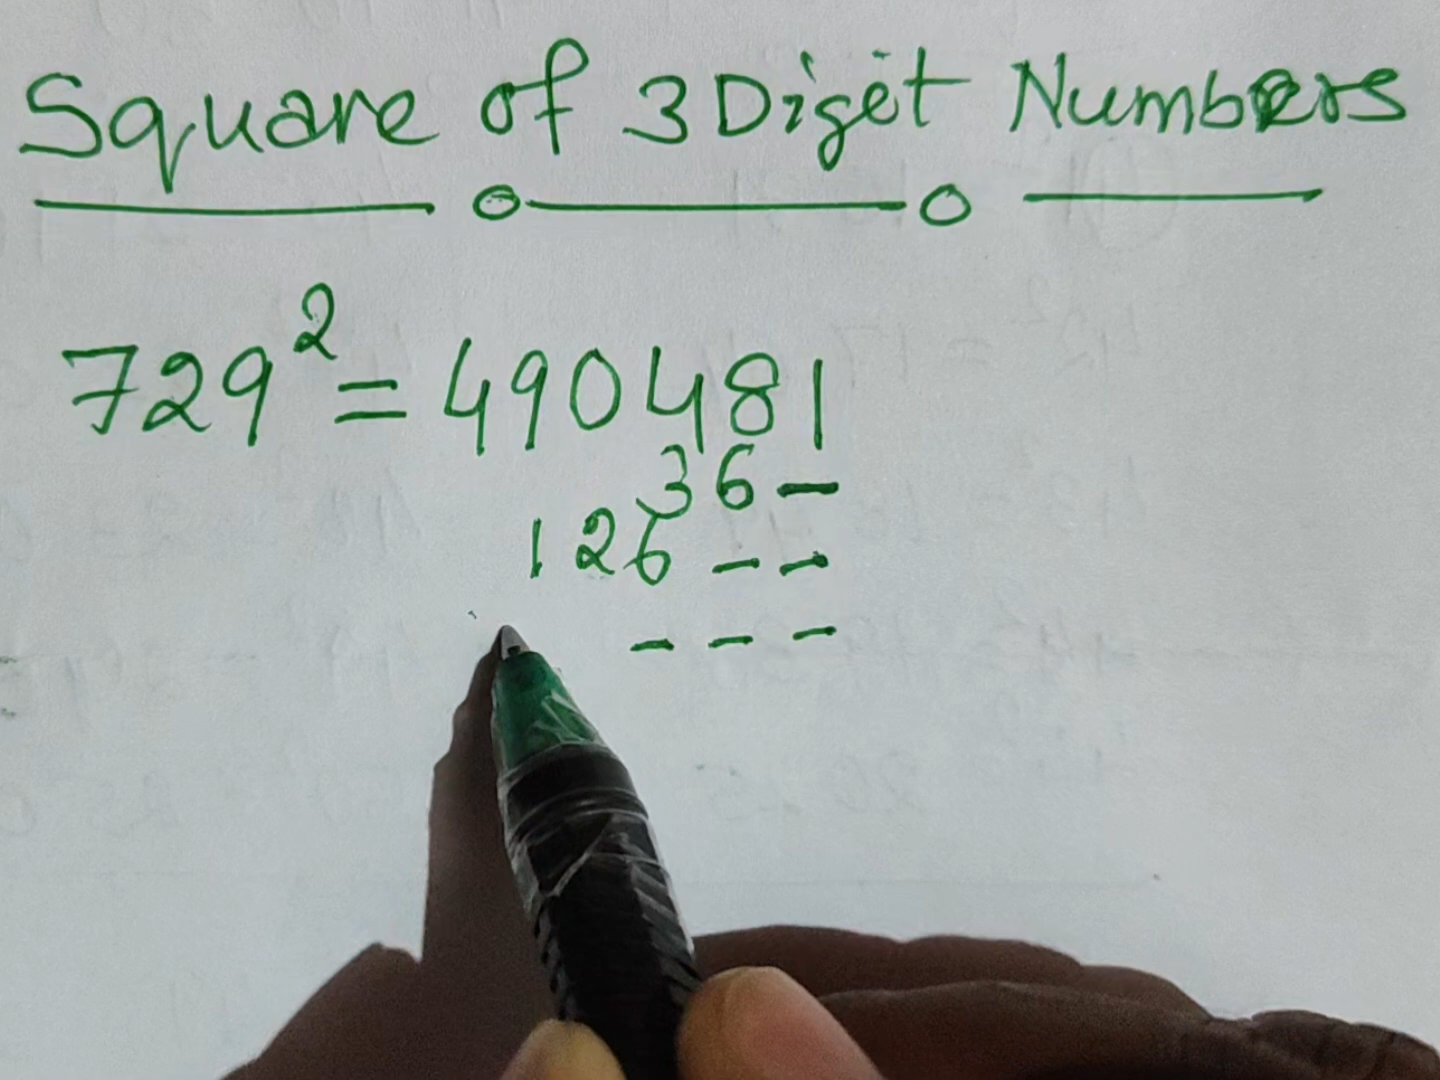 Square of 3 Digit Numbers
729² = 490481
36 –
126 – –
– – –